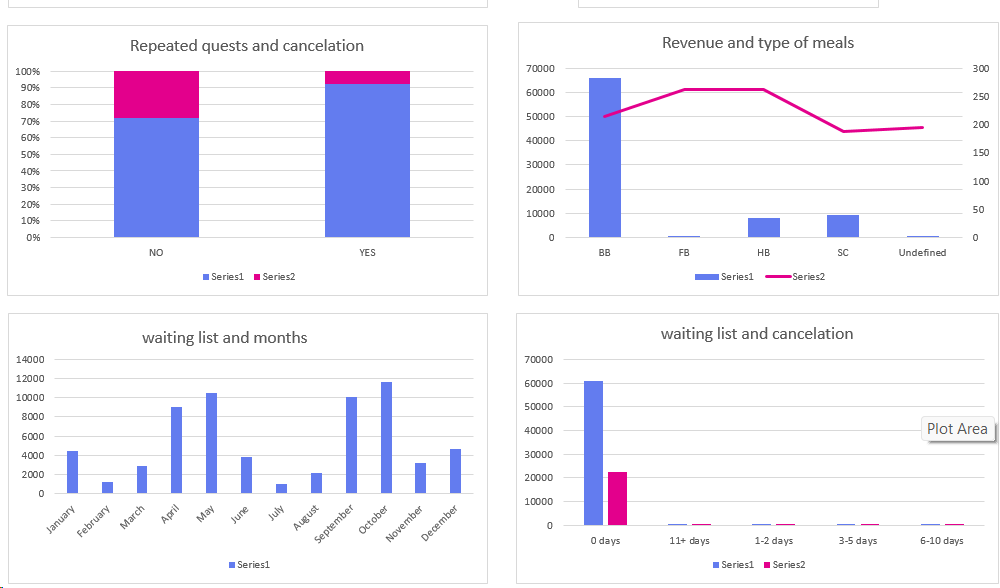 Repeated quests and cancelation
100%
90%
80%
70%
60%
50%
40%
30%
20%
10%
0%
NO YES
Series1 Series2
Revenue and type of meals
70000 300
60000 250
50000 200
40000 150
30000 100
20000 50
10000 0
0
BB FB HB SC Undefined
Series1 Series2
waiting list and months
14000
12000
10000
8000
6000
4000
2000
0
January February March April May June July August September October November December
Series1
waiting list and cancelation
70000
60000
50000
40000
30000
20000
10000
0
Plot Area
0 days 11+ days 1-2 days 3-5 days 6-10 days
Series1 Series2